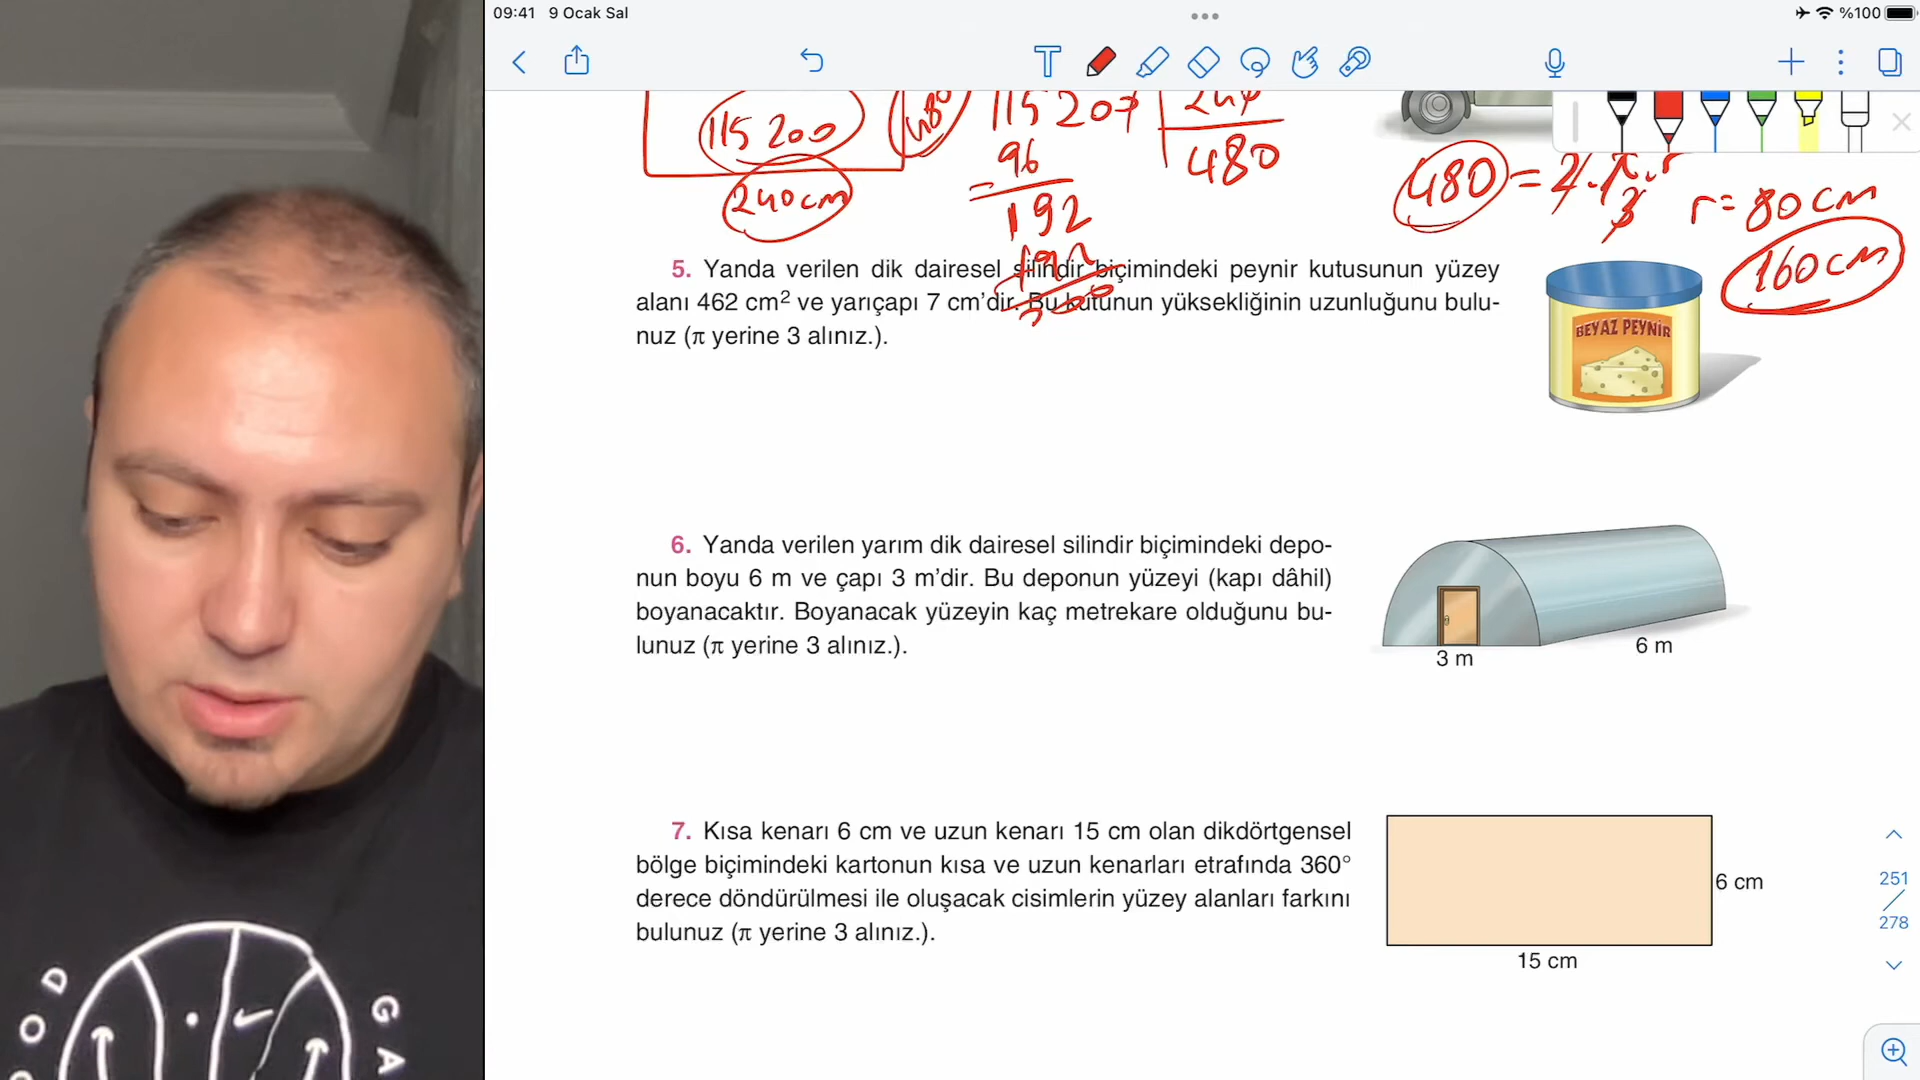 09:41 9 Ocak Sal
%100
115 200
480
240cm
96
192
192
480
480 = 2.π.r
3
r = 80 cm
160 cm
5. Yanda verilen dik dairesel silindir biçimindeki peynir kutusunun yüzey
alanı 462 cm² ve yarıçapı 7 cm’dir. Bu kutunun yüksekliğinin uzunluğunu bulu-
nuz (π yerine 3 alınız.).
BEYAZ PEYNİR
6. Yanda verilen yarım dik dairesel silindir biçimindeki depo-
nun boyu 6 m ve çapı 3 m’dir. Bu deponun yüzeyi (kapı dâhil)
boyanacaktır. Boyanacak yüzeyin kaç metrekare olduğunu bu-
lunuz (π yerine 3 alınız.).
3 m
6 m
7. Kısa kenarı 6 cm ve uzun kenarı 15 cm olan dikdörtgensel
bölge biçimindeki kartonun kısa ve uzun kenarları etrafında 360°
derece döndürülmesi ile oluşacak cisimlerin yüzey alanları farkını
bulunuz (π yerine 3 alınız.).
6 cm
15 cm
251
278